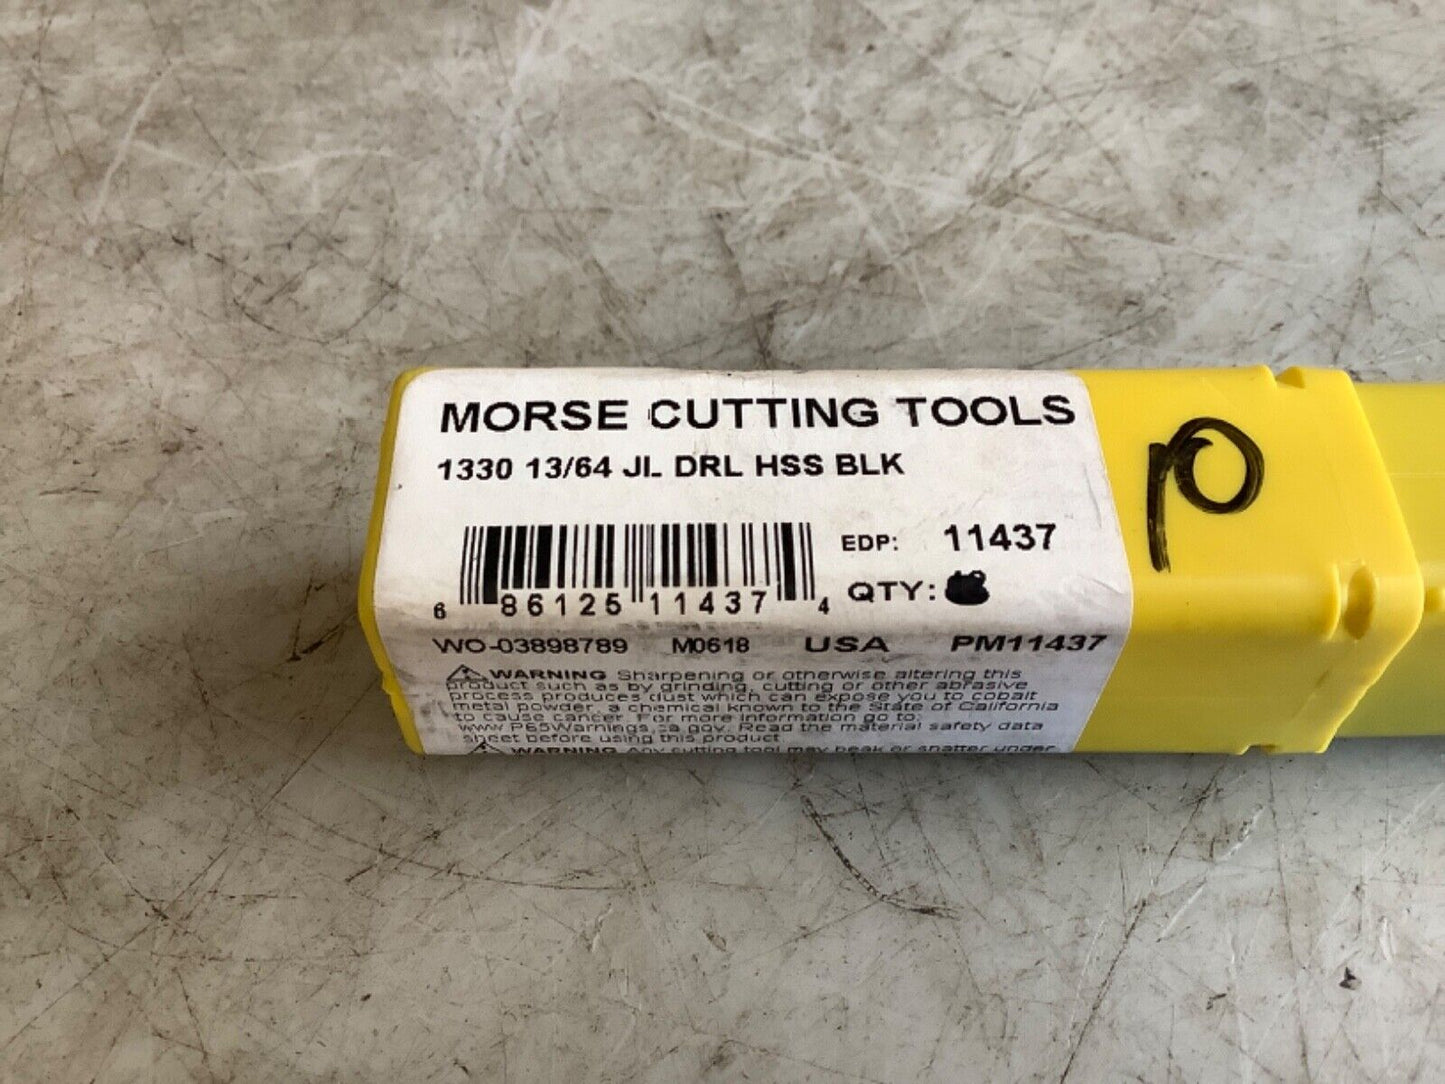 MORSE CUTTING TOOLS
1330 13/64 JL DRL HSS BLK
EDP: 11437
QTY:
6 86125 11437 4
WO-03898789 M0618 USA PM11437
WARNING Sharpening or otherwise altering this
product such as by grinding, cutting or other abrasive
process produces dust which can expose you to cobalt
metal powder, a chemical known to the State of California
to cause cancer. For more information go to:
www.P65Warnings.ca.gov. Read the material safety data
sheet before using this product
WARNING Any cutting tool may beak or shatter under
P